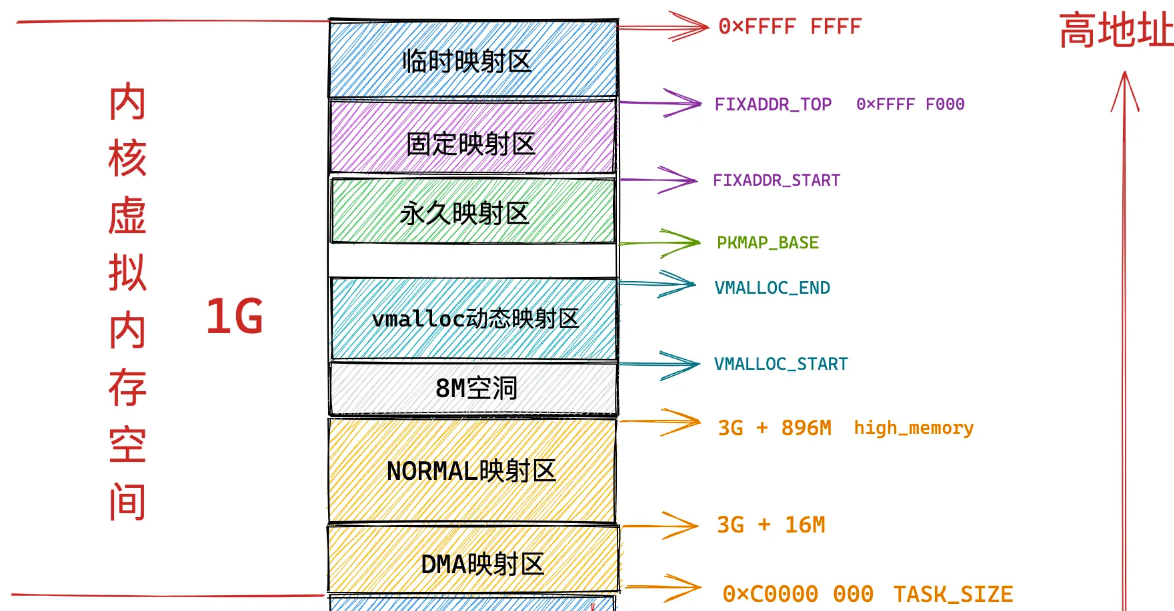 0×FFFF FFFF
高地址
临时映射区
FIXADDR_TOP 0×FFFF F000
固定映射区
FIXADDR_START
永久映射区
PKMAP_BASE
内核虚拟内存空间
1G
VMALLOC_END
vmalloc动态映射区
VMALLOC_START
8M空洞
3G + 896M high_memory
NORMAL映射区
3G + 16M
DMA映射区
0×C0000 000 TASK_SIZE